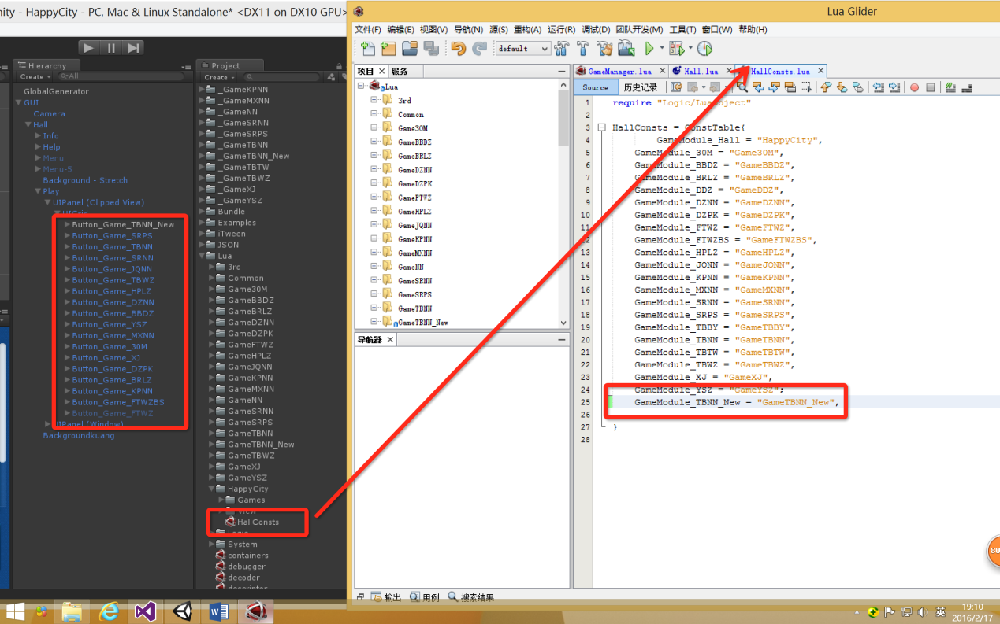 nity - HappyCity - PC, Mac & Linux Standalone* <DX11 on DX10 GPU>
Hierarchy
Create
All
GlobalGenerator
GUI
Camera
Hall
Info
Help
Menu
Menu-S
Background - Stretch
Play
UIPanel (Clipped View)
UIGrid
Button_Game_TBNN_New
Button_Game_SRPS
Button_Game_TBNN
Button_Game_SRNN
Button_Game_JQNN
Button_Game_TBWZ
Button_Game_HPLZ
Button_Game_DZNN
Button_Game_BBDZ
Button_Game_YSZ
Button_Game_MXNN
Button_Game_30M
Button_Game_XJ
Button_Game_DZPK
Button_Game_BRLZ
Button_Game_KPNN
Button_Game_FTWZBS
Button_Game_FTWZ
UIPanel (Window)
Backgroundkuang
Project
Create
_GameKPNN
_GameMXNN
_GameNN
_GameSRNN
_GameSRPS
_GameTBNN
_GameTBNN_New
_GameTBTW
_GameTBWZ
_GameXJ
_GameYSZ
Bundle
Examples
iTween
JSON
Lua
3rd
Common
Game30M
GameBBDZ
GameBRLZ
GameDZNN
GameDZPK
GameFTWZ
GameHPLZ
GameJQNN
GameKPNN
GameMXNN
GameNN
GameSRNN
GameSRPS
GameTBNN
GameTBNN_New
GameTBWZ
GameXJ
GameYSZ
HappyCity
Games
View
HallConsts
Logic
System
containers
debugger
decoder
descriptor
Lua Glider
文件(F) 编辑(E) 视图(V) 导航(N) 源(S) 重构(A) 运行(R) 调试(D) 团队开发(M) 工具(T) 窗口(W) 帮助(H)
default
项目 服务
Lua
3rd
Common
Game30M
GameBBDZ
GameBRLZ
GameDZNN
GameDZPK
GameFTWZ
GameHPLZ
GameJQNN
GameKPNN
GameMXNN
GameNN
GameSRNN
GameSRPS
GameTBNN
GameTBNN_New
导航器
GameManager.lua Hall.lua HallConsts.lua
Source 历史记录
1 require "Logic/LuaObject"
2
3 HallConsts = ConstTable{
4 GameModule_Hall = "HappyCity",
5 GameModule_30M = "Game30M",
6 GameModule_BBDZ = "GameBBDZ",
7 GameModule_BRLZ = "GameBRLZ",
8 GameModule_DDZ = "GameDDZ",
9 GameModule_DZNN = "GameDZNN",
10 GameModule_DZPK = "GameDZPK",
11 GameModule_FTWZ = "GameFTWZ",
12 GameModule_FTWZBS = "GameFTWZBS",
13 GameModule_HPLZ = "GameHPLZ",
14 GameModule_JQNN = "GameJQNN",
15 GameModule_KPNN = "GameKPNN",
16 GameModule_MXNN = "GameMXNN",
17 GameModule_SRNN = "GameSRNN",
18 GameModule_SRPS = "GameSRPS",
19 GameModule_TBBY = "GameTBBY",
20 GameModule_TBNN = "GameTBNN",
21 GameModule_TBTW = "GameTBTW",
22 GameModule_TBWZ = "GameTBWZ",
23 GameModule_XJ = "GameXJ",
24 GameModule_YSZ = "GameYSZ";
25 GameModule_TBNN_New = "GameTBNN_New",
26
27 }
28
80
输出 用例 搜索结果
英
19:10
2016/2/17